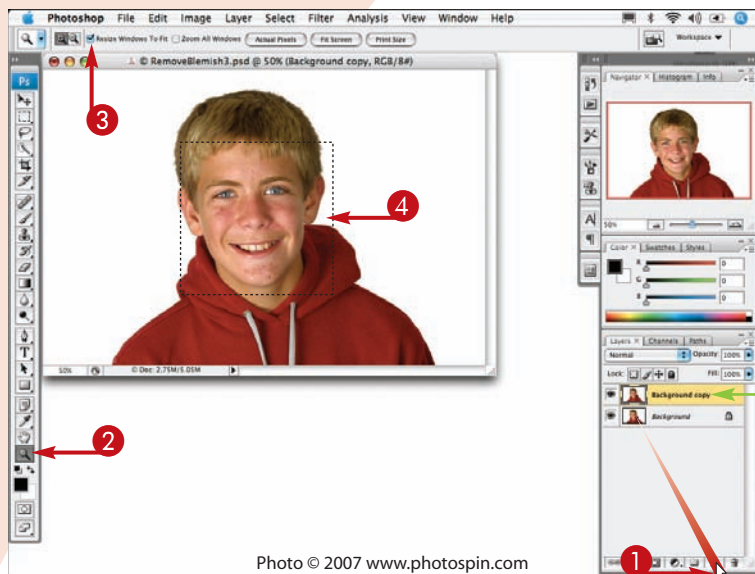 Photoshop File Edit Image Layer Select Filter Analysis View Window Help
Resize Windows To Fit Zoom All Windows Actual Pixels Fit Screen Print Size Workspace
© RemoveBlemish3.psd @ 50% (Background copy, RGB/8#)
3
Ps
4
50% © Doc: 2.75M/5.05M
2
Navigator × Histogram Info
50%
A
Color × Swatches Styles
R 0
G 0
B 0
Layers × Channels Paths
Normal Opacity: 100%
Lock: Fill: 100%
Background copy
Background
T
1
Photo © 2007 www.photospin.com